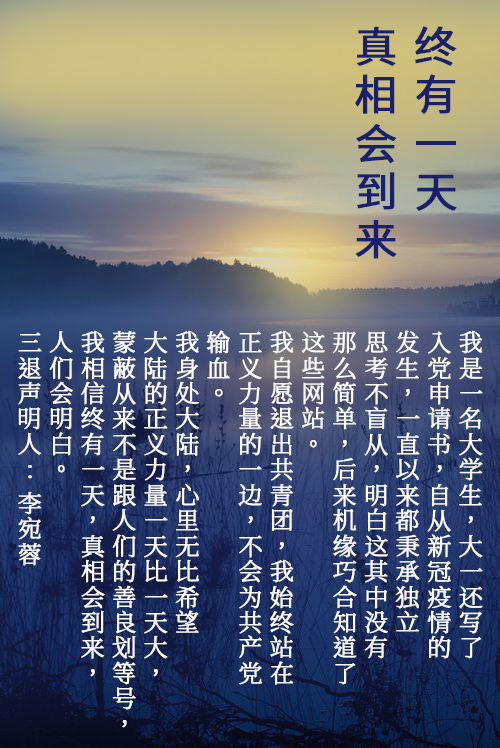 终有一天
真相会到来
我是一名大学生，大一还写了
入党申请书，自从新冠疫情的
发生，一直以来都秉承独立
思考不盲从，明白这其中没有
那么简单，后来机缘巧合知道了
这些网站。
我自愿退出共青团，我始终站在
正义力量的一边，不会为共产党
输血。
我身处大陆，心里无比希望
大陆的正义力量一天比一天大，
蒙蔽从来不是跟人们的善良划等号，
我相信终有一天，真相会到来，
人们会明白。
三退声明人：李宛蓉